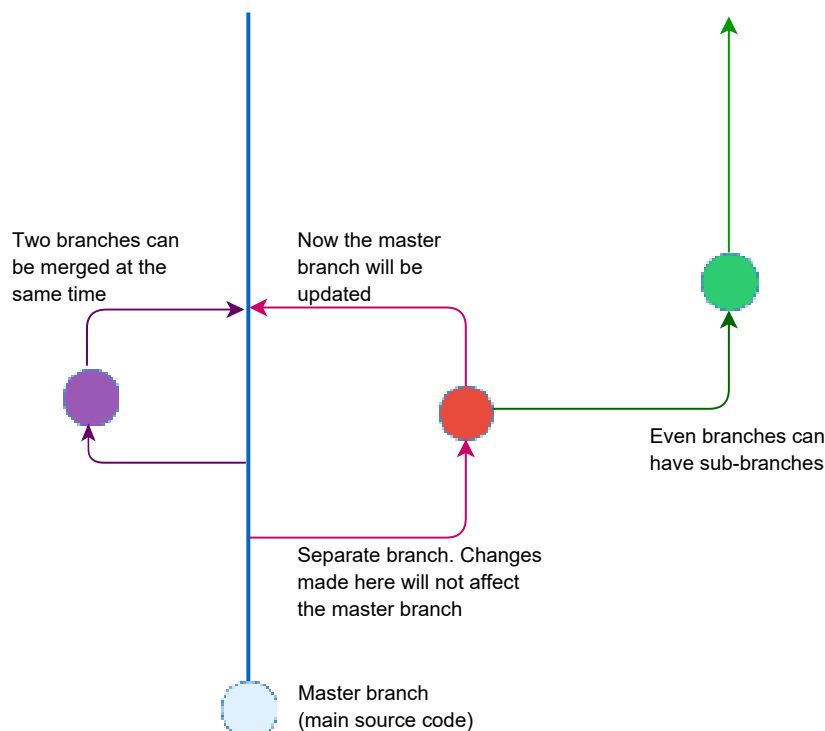 Two branches can
be merged at the
same time
Now the master
branch will be
updated
Even branches can
have sub-branches
Separate branch. Changes
made here will not affect
the master branch
Master branch
(main source code)